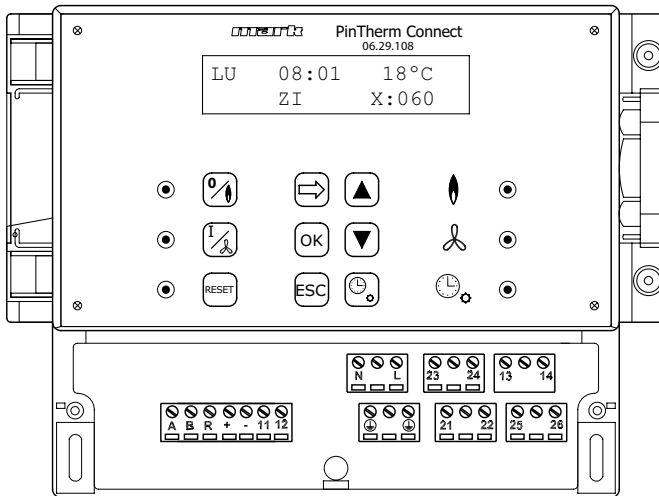 mark PinTherm Connect
06.29.108
LU 08:01 18°C
ZI X:060
0/
I/
OK
RESET
ESC
N L
23 24
13 14
A B R + - 11 12
21 22
25 26